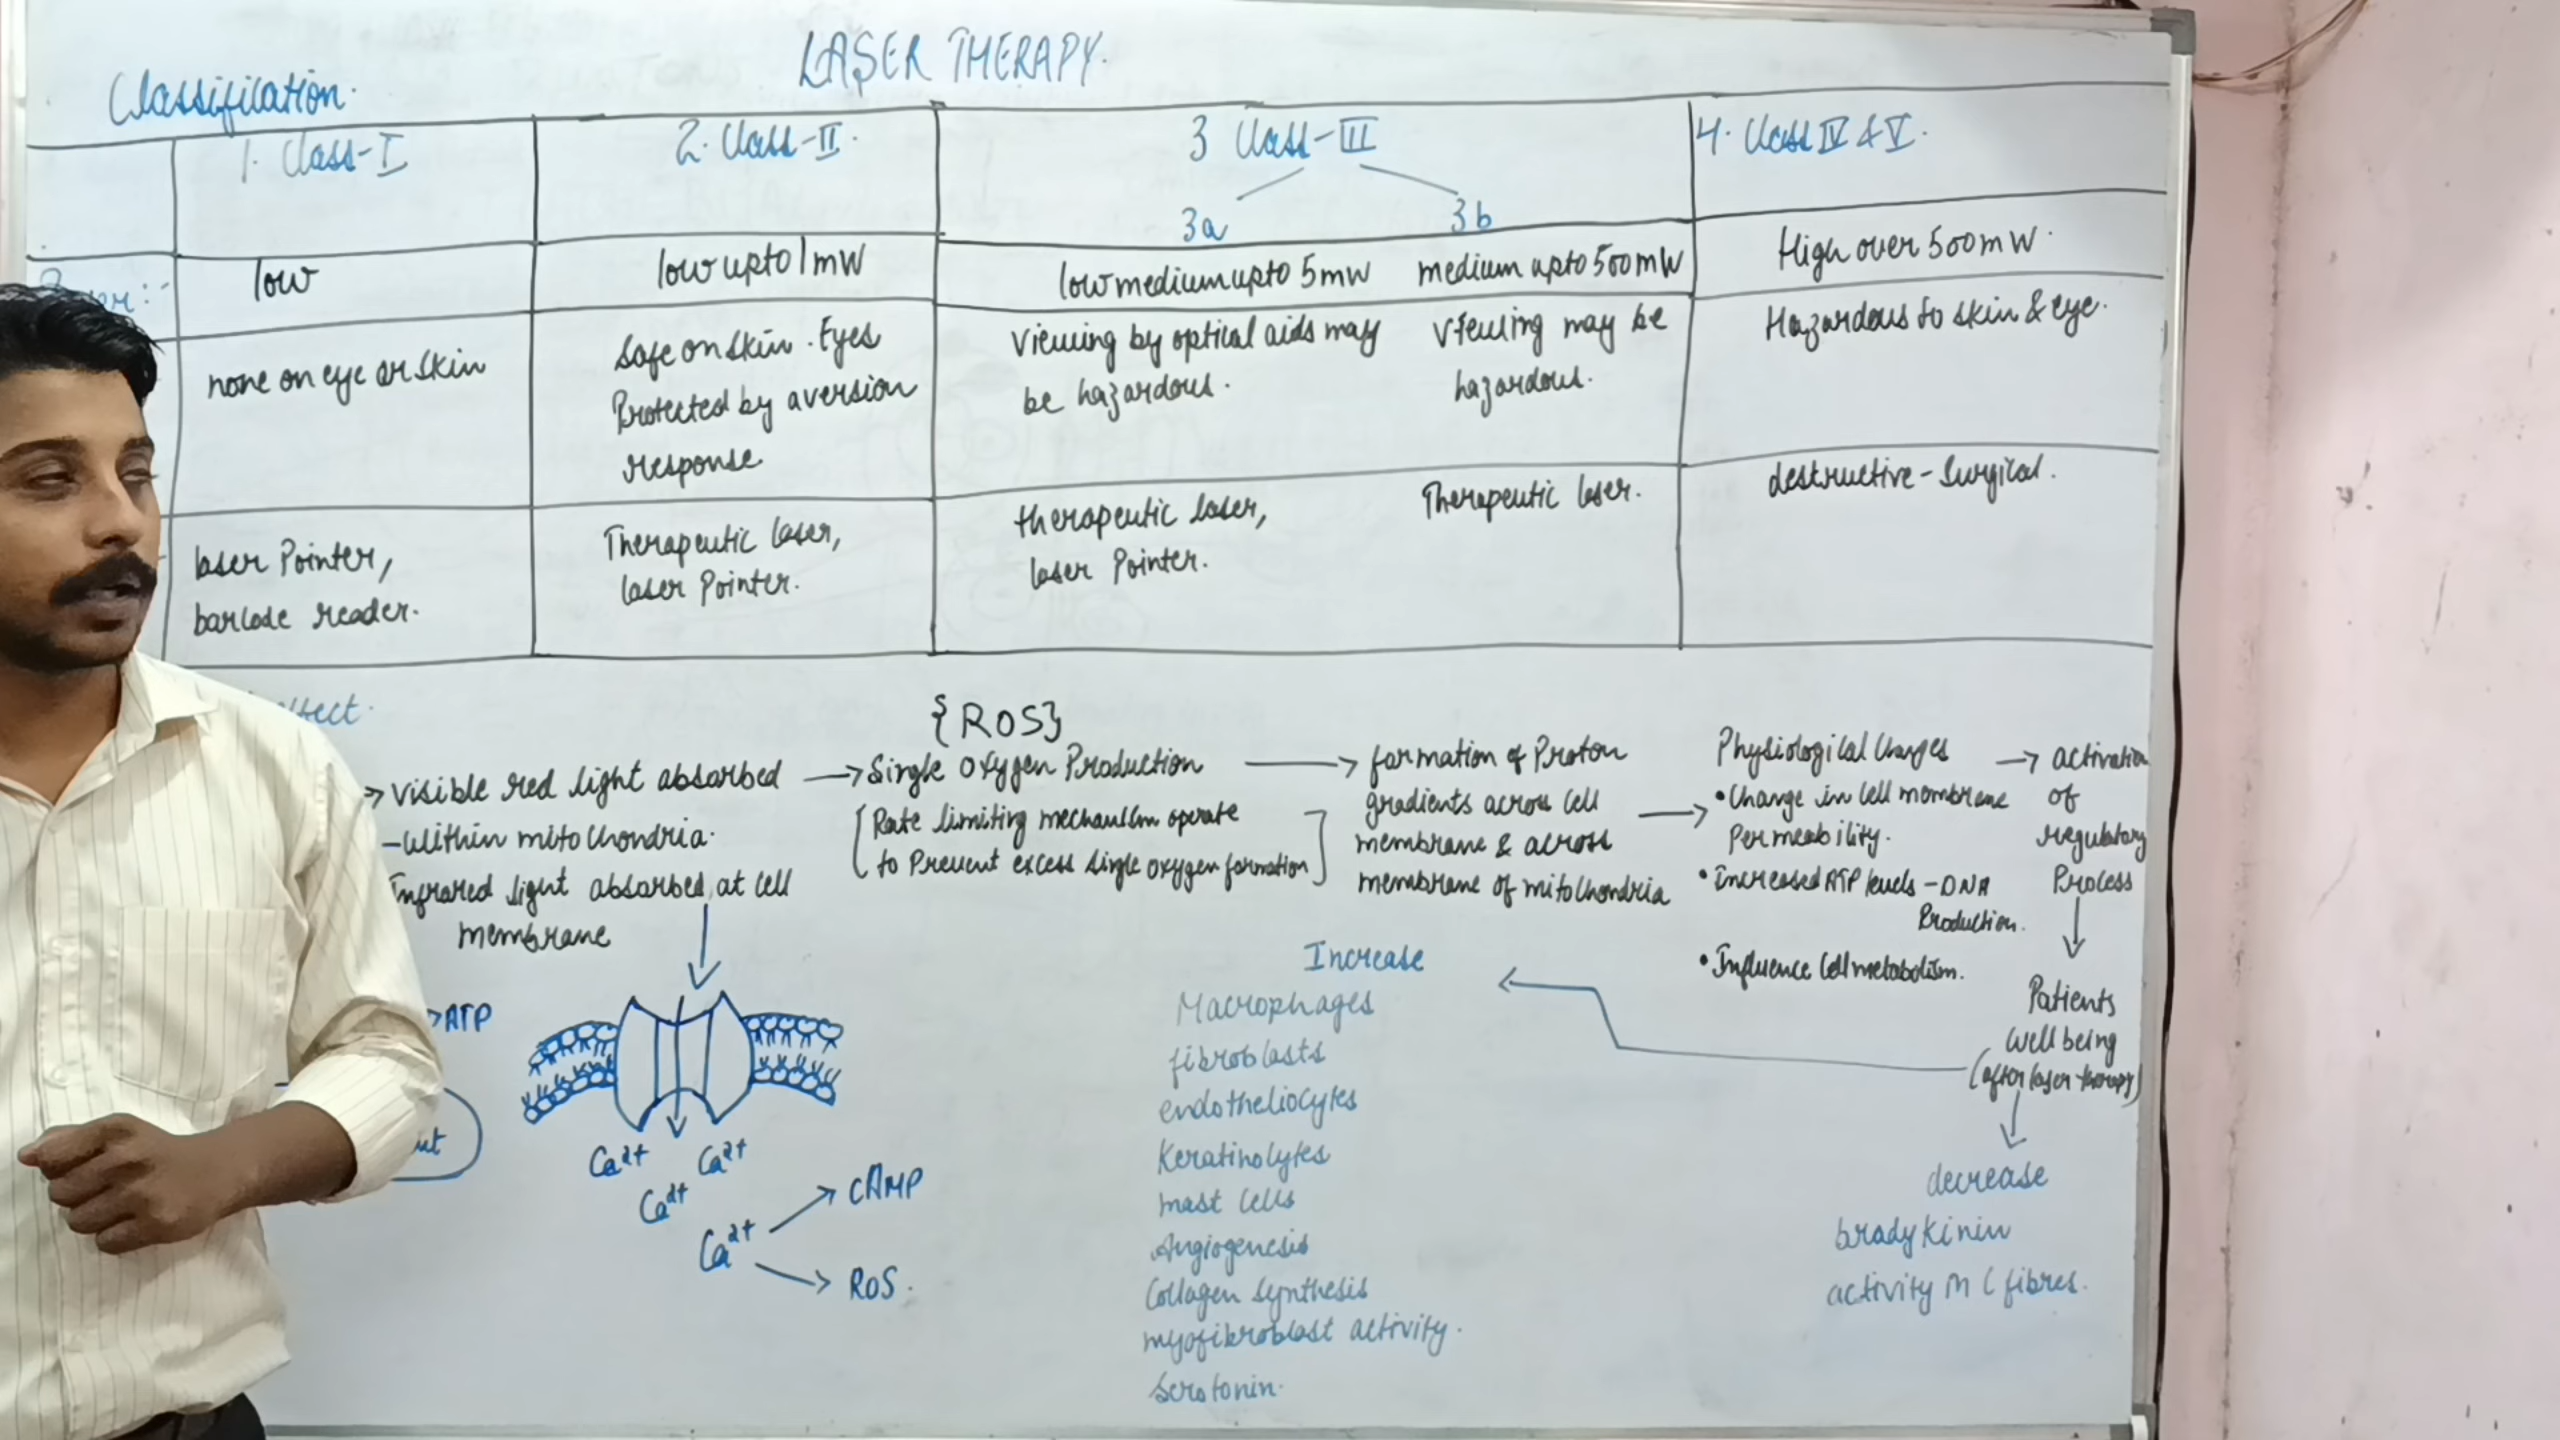 LASER THERAPY.
Classification.
1. Class-I
2. Class-II.
3 Class-III
4. Class IV & V.
3a
3b
low
low upto 1mW
low medium upto 5mW
medium upto 500mW
High over 500mW.
none on eye or skin
Safe on skin. Eyes
Protected by aversion
response
Viewing by optical aids may
be hazardous.
Viewing may be
hazardous.
Hazardous to skin & eye.
laser Pointer,
barcode reader.
Therapeutic laser,
laser Pointer.
therapeutic laser,
laser Pointer.
Therapeutic laser.
destructive - Surgical.
effect.
{ROS}
→ visible red light absorbed
- within mitochondria.
Infrared light absorbed at cell
membrane
→ Single oxygen Production
[Rate limiting mechanism operate
to Prevent excess single oxygen formation]
→ formation of Proton
gradients across cell
membrane & across
membrane of mitochondria
→ Physiological Changes
• Change in cell membrane
Permeability.
• Increased ATP levels - DNA
Production.
• Influence Cell metabolism.
→ activation
of
regulatory
Process
Patients
well being
(after laser therapy)
→ATP
ut
Ca2+ Ca2+
Ca2+
Ca2+
cAMP
ROS.
Increase
Macrophages
fibroblasts
endotheliocytes
Keratinocytes
mast cells
Angiogenesis
Collagen synthesis
myofibroblast activity.
Serotonin.
decrease
bradykinin
activity in C fibres.